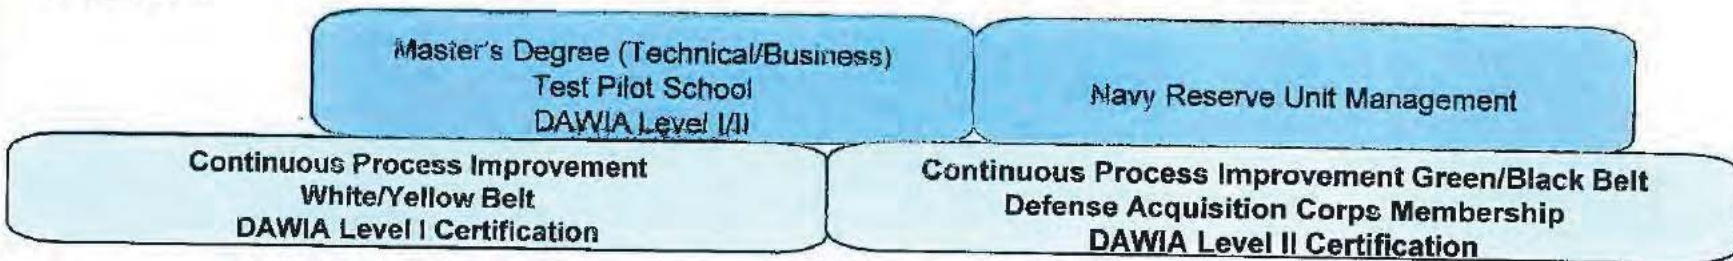 Master's Degree (Technical/Business)
Test Pilot School
DAWIA Level I/II
Navy Reserve Unit Management
Continuous Process Improvement
White/Yellow Belt
DAWIA Level I Certification
Continuous Process Improvement Green/Black Belt
Defense Acquisition Corps Membership
DAWIA Level II Certification